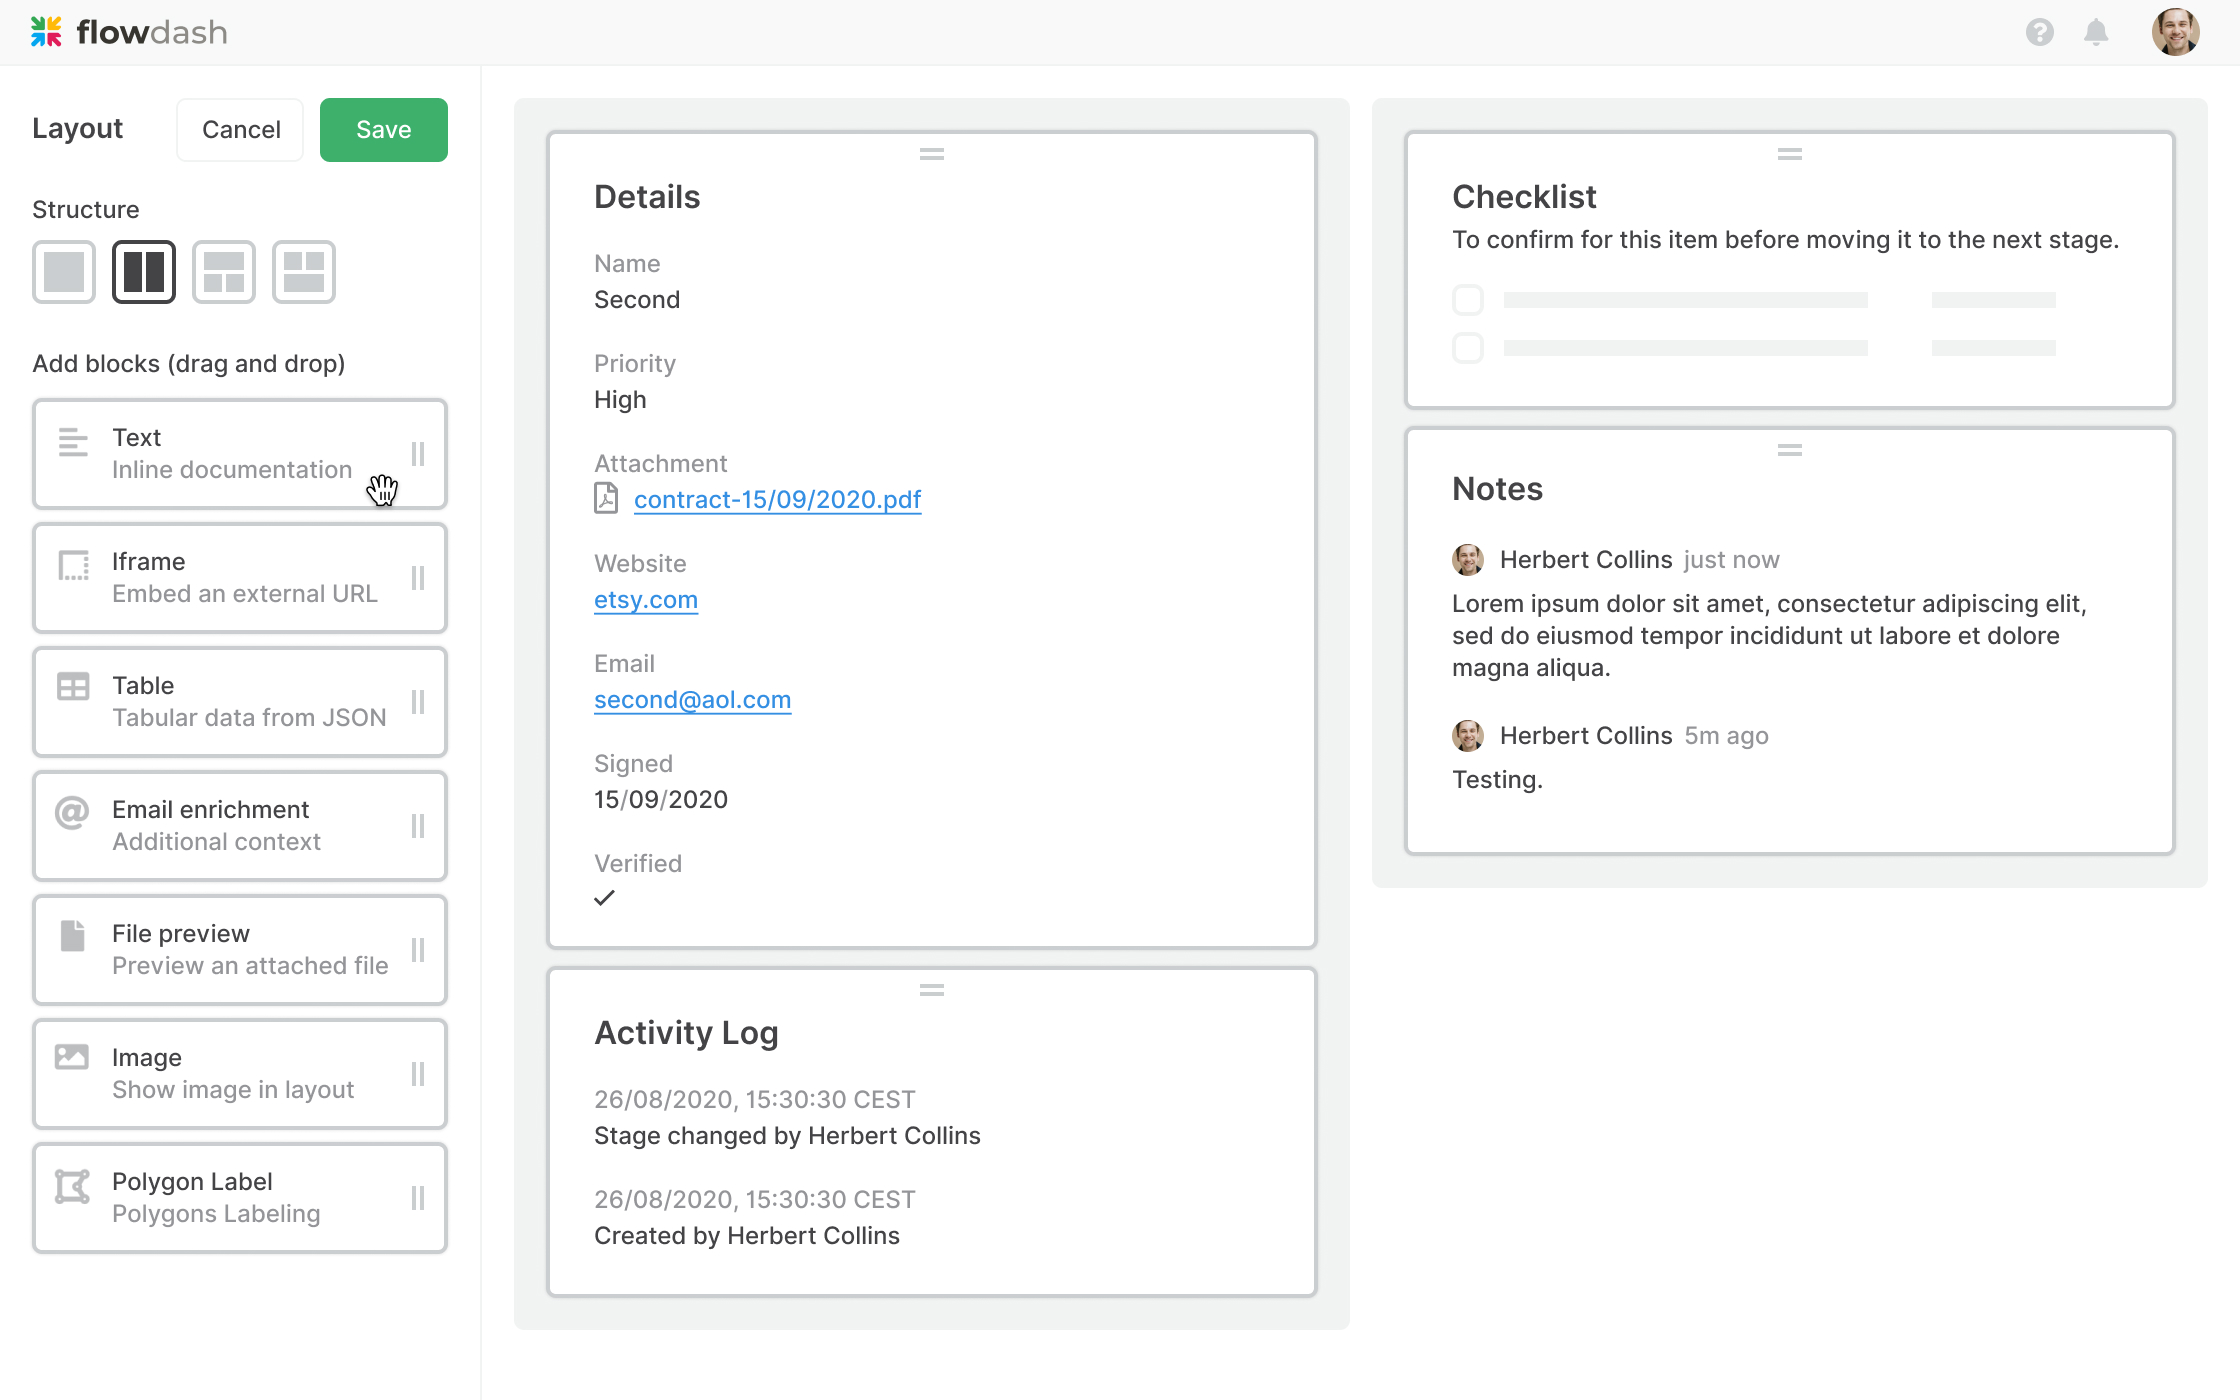 flowdash
Layout
Cancel
Save
Structure
Add blocks (drag and drop)
Text
Inline documentation
Iframe
Embed an external URL
Table
Tabular data from JSON
Email enrichment
Additional context
File preview
Preview an attached file
Image
Show image in layout
Polygon Label
Polygons Labeling
Details
Name
Second
Priority
High
Attachment
contract-15/09/2020.pdf
Website
etsy.com
Email
second@aol.com
Signed
15/09/2020
Verified
Activity Log
26/08/2020, 15:30:30 CEST
Stage changed by Herbert Collins
26/08/2020, 15:30:30 CEST
Created by Herbert Collins
Checklist
To confirm for this item before moving it to the next stage.
Notes
Herbert Collins just now
Lorem ipsum dolor sit amet, consectetur adipiscing elit,
sed do eiusmod tempor incididunt ut labore et dolore
magna aliqua.
Herbert Collins 5m ago
Testing.